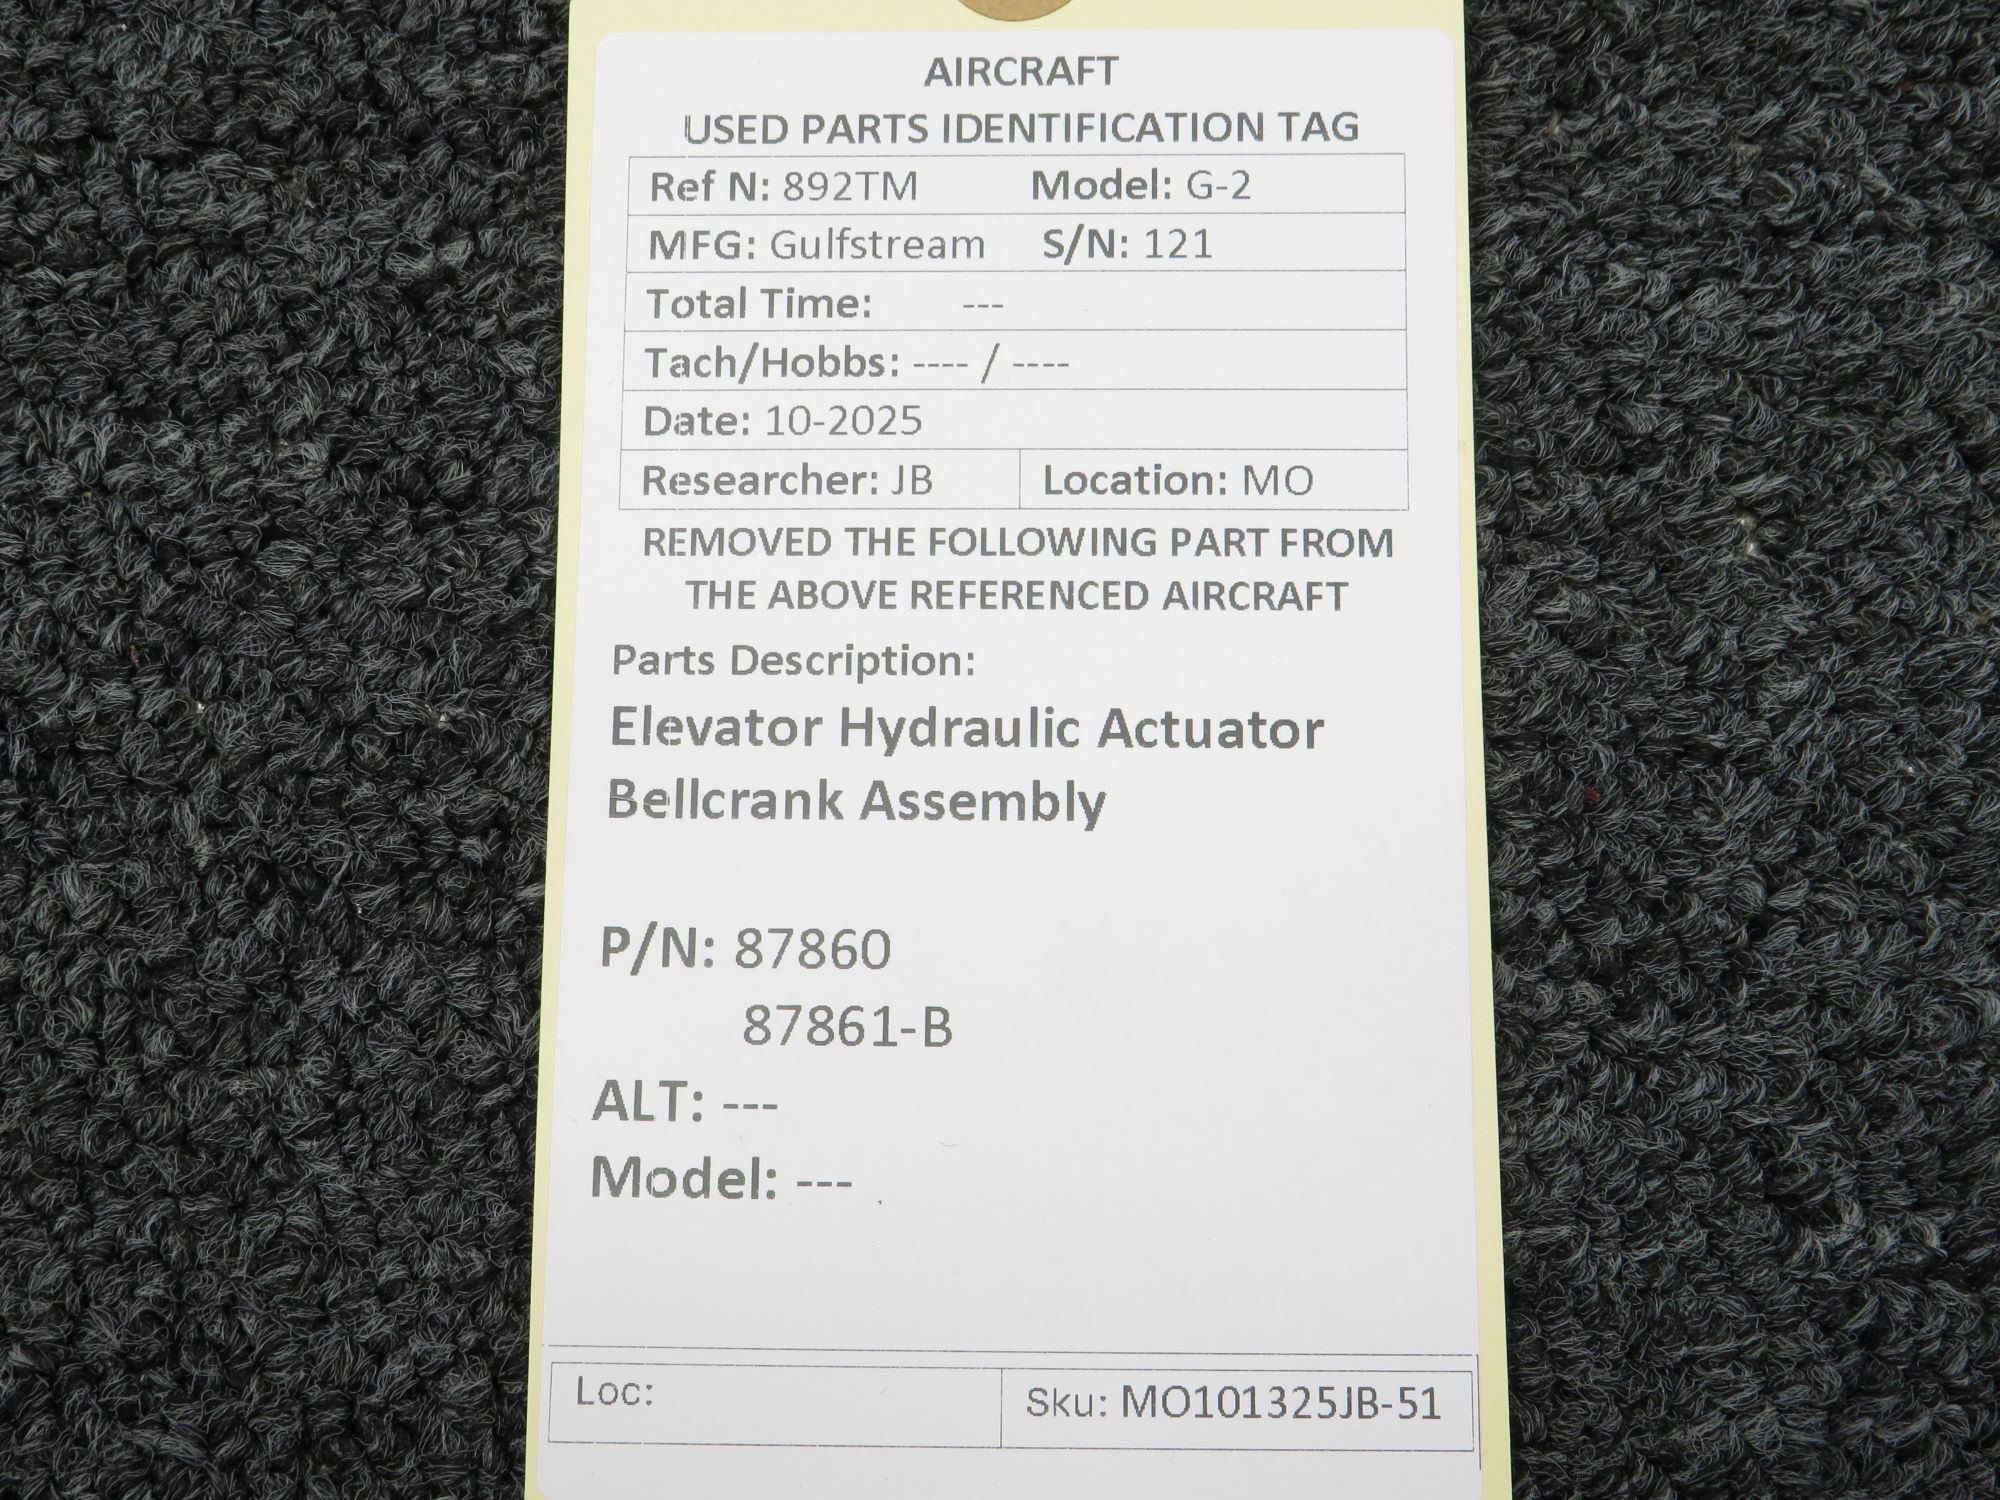 AIRCRAFT
USED PARTS IDENTIFICATION TAG
Ref N: 892TM Model: G-2
MFG: Gulfstream S/N: 121
Total Time: ---
Tach/Hobbs: ---- / ----
Date: 10-2025
Researcher: JB Location: MO
REMOVED THE FOLLOWING PART FROM
THE ABOVE REFERENCED AIRCRAFT
Parts Description:
Elevator Hydraulic Actuator
Bellcrank Assembly
P/N: 87860
87861-B
ALT: ---
Model: ---
Loc: Sku: MO101325JB-51